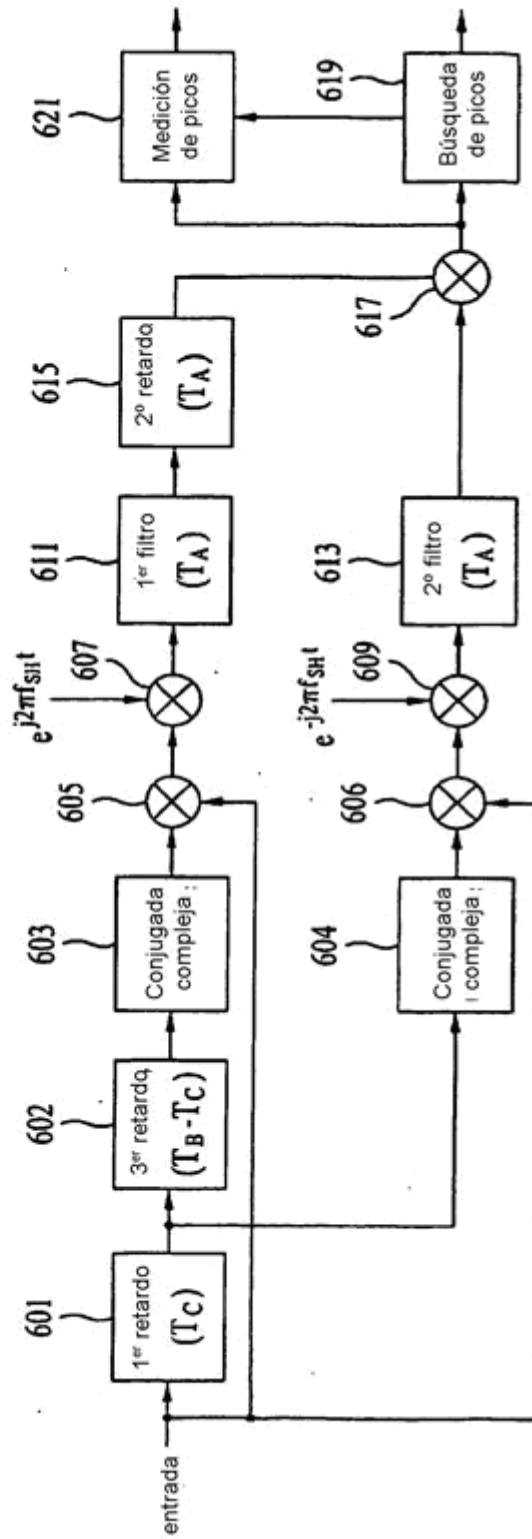 entrada
601
1er retardo
(TC)
602
3er retardo
(TB-TC)
603
Conjugada
compleja
605
e^j2πfSHt
607
611
1er filtro
(TA)
615
2º retardo
(TA)
617
621
Medición
de picos
619
Búsqueda
de picos
604
Conjugada
compleja
606
e^-j2πfSHt
609
613
2º filtro
(TA)